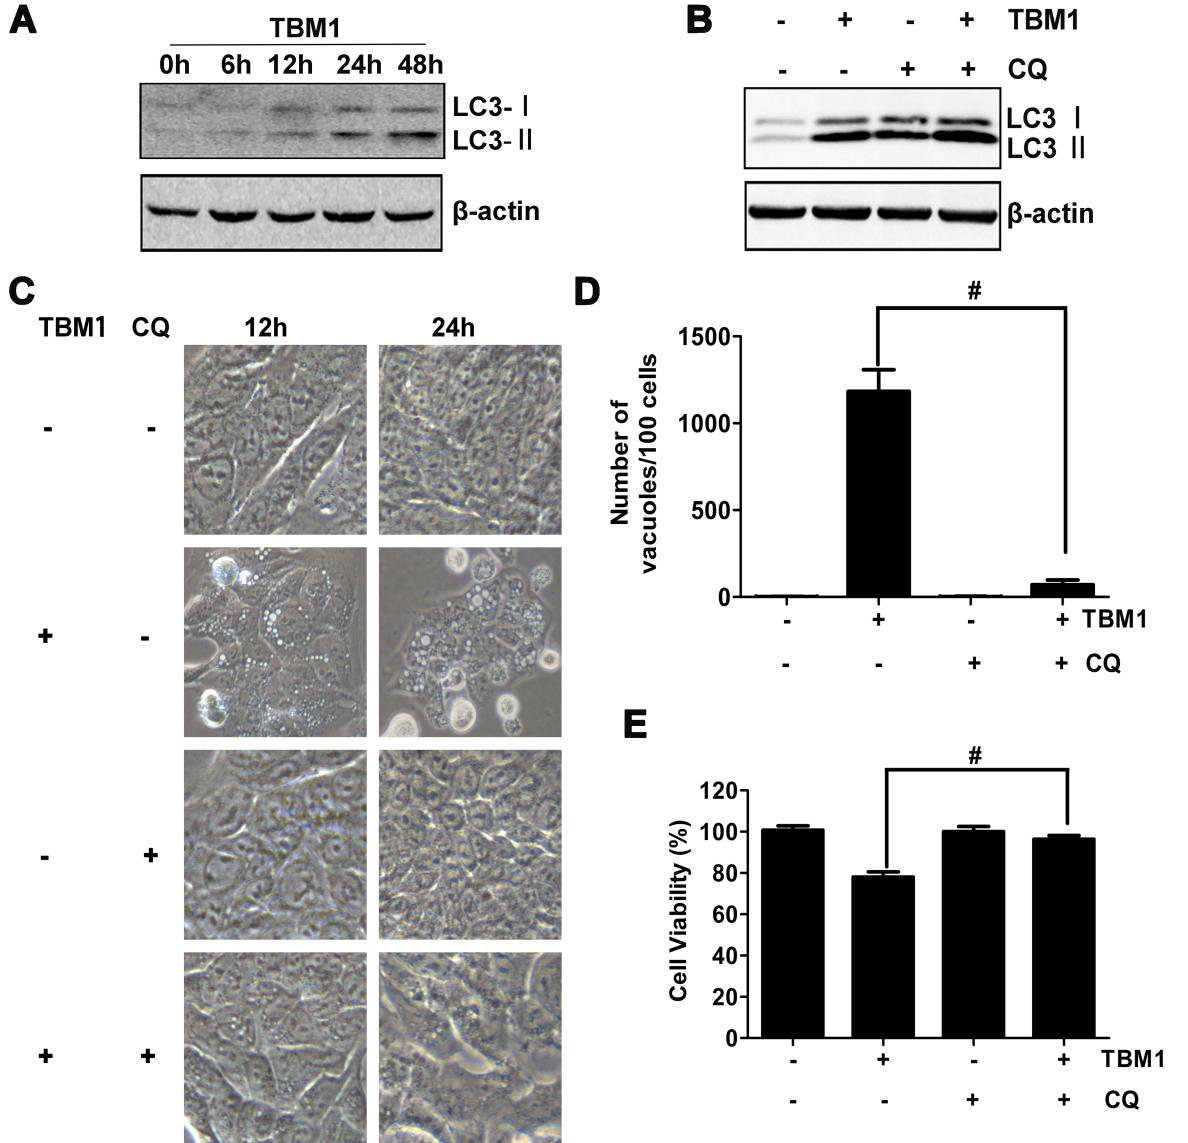 A
TBM1
0h 6h 12h 24h 48h
LC3- I
LC3- II
β-actin
B
- + - + TBM1
- - + + CQ
LC3 I
LC3 II
β-actin
C
TBM1 CQ 12h 24h
- -
+ -
- +
+ +
D
#
Number of
vacuoles/100 cells
1500
1000
500
0
- + - + TBM1
- - + + CQ
E
#
Cell Viability (%)
120
100
80
60
40
20
0
- + - + TBM1
- - + + CQ